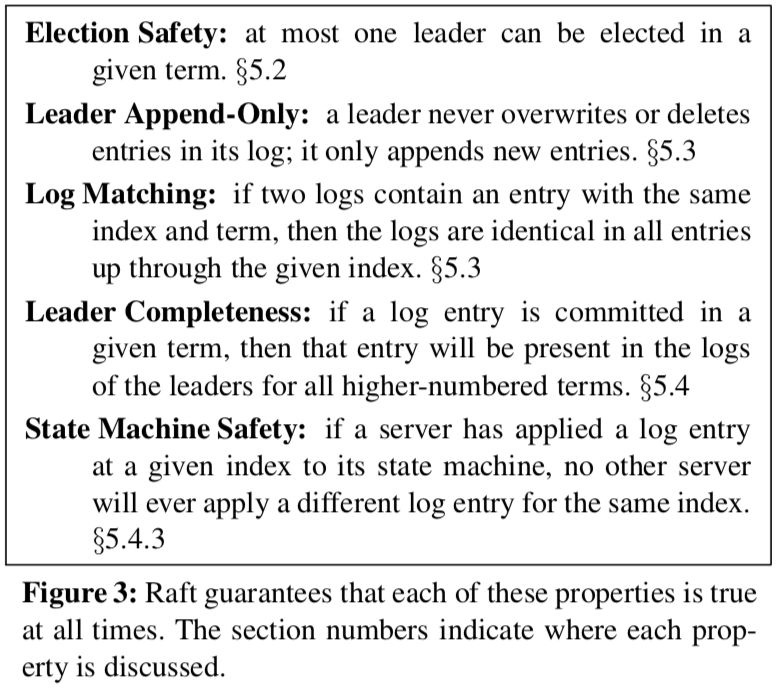 Election Safety: at most one leader can be elected in a
given term. §5.2
Leader Append-Only: a leader never overwrites or deletes
entries in its log; it only appends new entries. §5.3
Log Matching: if two logs contain an entry with the same
index and term, then the logs are identical in all entries
up through the given index. §5.3
Leader Completeness: if a log entry is committed in a
given term, then that entry will be present in the logs
of the leaders for all higher-numbered terms. §5.4
State Machine Safety: if a server has applied a log entry
at a given index to its state machine, no other server
will ever apply a different log entry for the same index.
§5.4.3
Figure 3: Raft guarantees that each of these properties is true
at all times. The section numbers indicate where each prop-
erty is discussed.